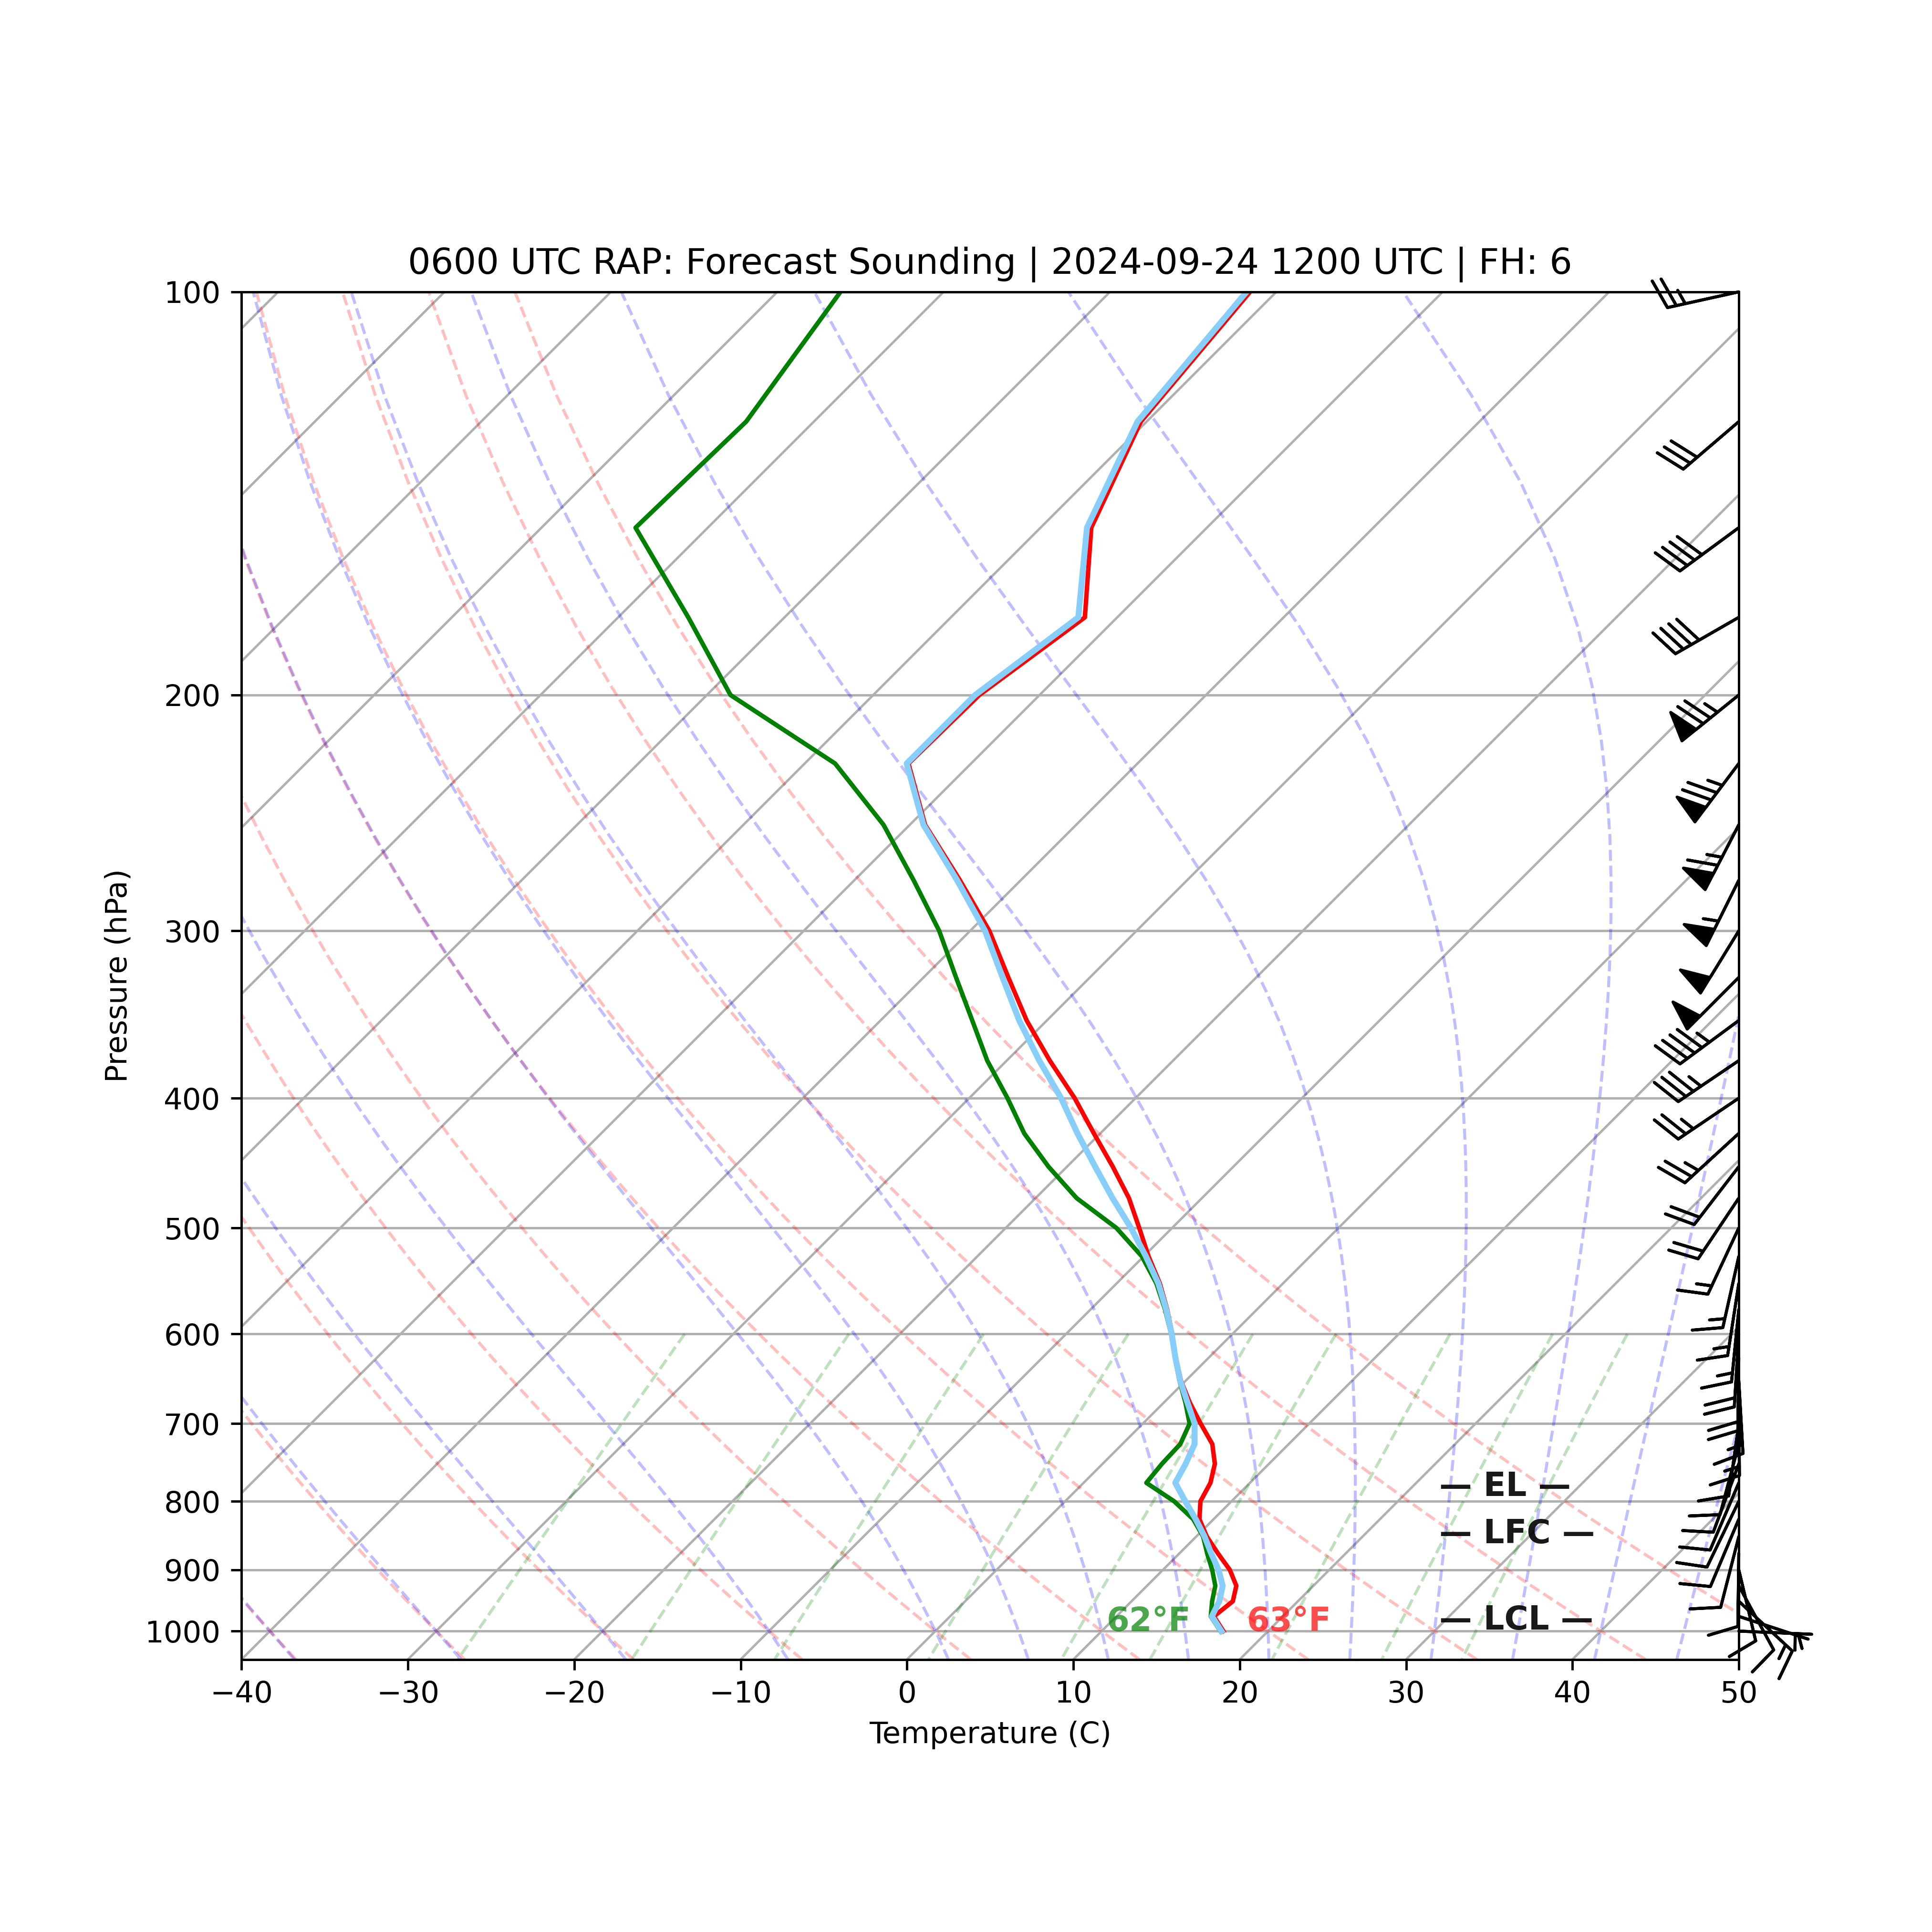 0600 UTC RAP: Forecast Sounding | 2024-09-24 1200 UTC | FH: 6
100
200
300
400
500
600
700
800
900
1000
Pressure (hPa)
— EL —
— LFC —
— LCL —
62°F
63°F
−40
−30
−20
−10
0
10
20
30
40
50
Temperature (C)